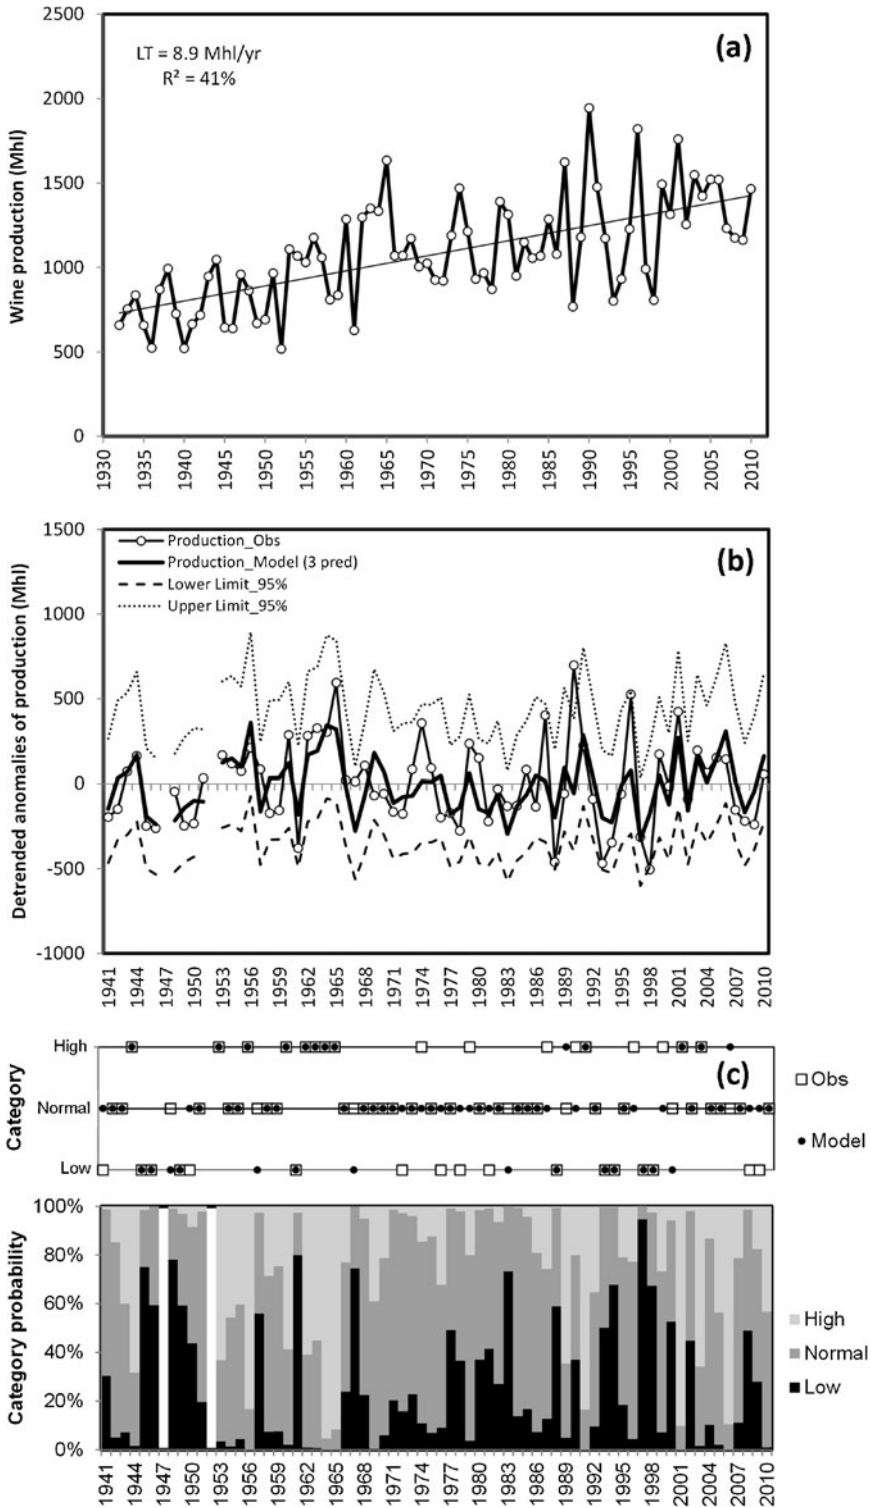 (a)
LT = 8.9 Mhl/yr
R² = 41%
Wine production (Mhl)
2500
2000
1500
1000
500
0
1930 1935 1940 1945 1950 1955 1960 1965 1970 1975 1980 1985 1990 1995 2000 2005 2010
(b)
Production_Obs
Production_Model (3 pred)
Lower Limit_95%
Upper Limit_95%
Detrended anomalies of production (Mhl)
1500
1000
500
0
-500
-1000
1941 1944 1947 1950 1953 1956 1959 1962 1965 1968 1971 1974 1977 1980 1983 1986 1989 1992 1995 1998 2001 2004 2007 2010
(c)
Category
High
Normal
Low
Obs
Model
Category probability
100%
80%
60%
40%
20%
0%
High
Normal
Low
1941 1944 1947 1950 1953 1956 1959 1962 1965 1968 1971 1974 1977 1980 1983 1986 1989 1992 1995 1998 2001 2004 2007 2010